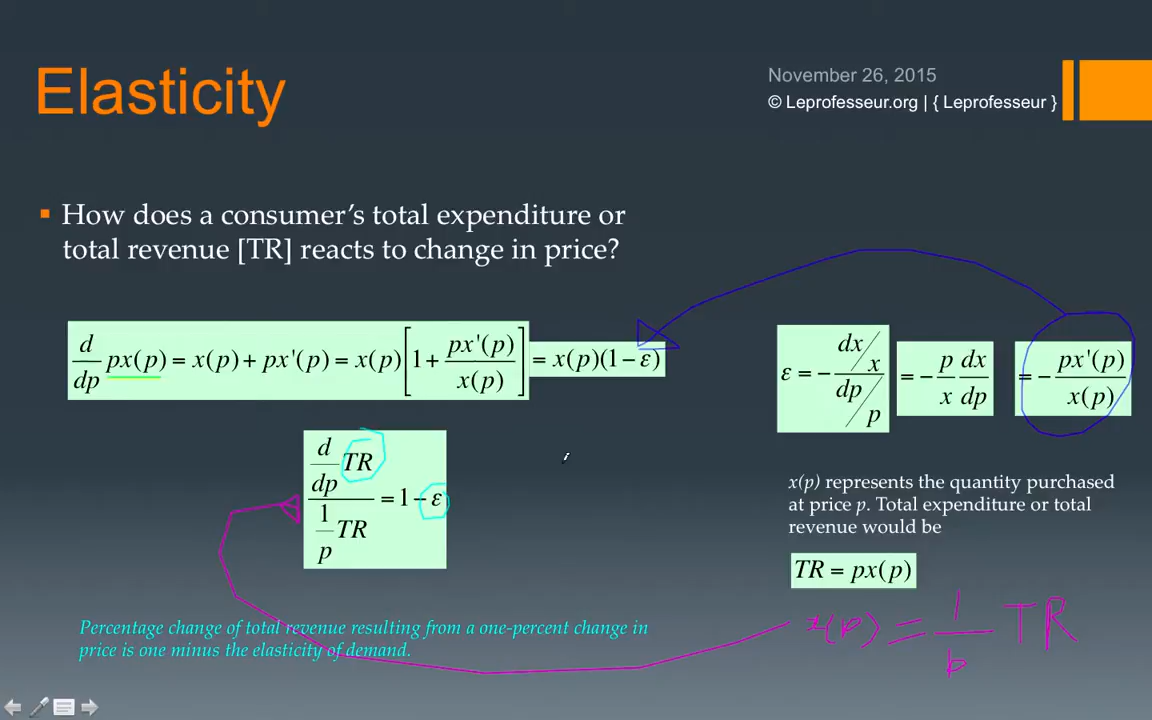 Elasticity
November 26, 2015
© Leprofesseur.org | { Leprofesseur }
▪ How does a consumer’s total expenditure or
total revenue [TR] reacts to change in price?
d/dp px(p) = x(p) + px'(p) = x(p)[1 + px'(p)/x(p)] = x(p)(1 − ε)
ε = − (dx/x)/(dp/p) = − p/x dx/dp = − px'(p)/x(p)
(d/dp TR)/(1/p TR) = 1 − ε
x(p) represents the quantity purchased
at price p. Total expenditure or total
revenue would be
TR = px(p)
x(p) = 1/p TR
Percentage change of total revenue resulting from a one-percent change in
price is one minus the elasticity of demand.